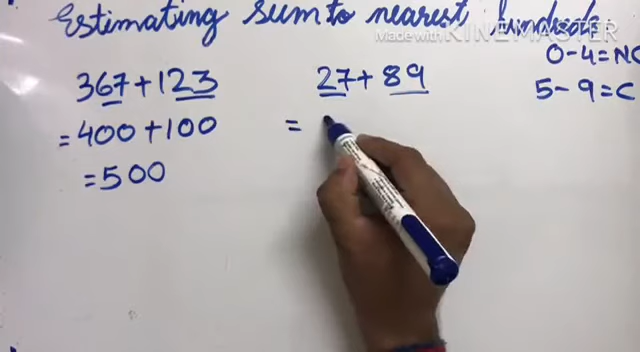 Estimating sum to nearest hundreds
Made with KINEMASTER
0-4=NC
367+123
27+89
5-9=C
=400+100
=
=500